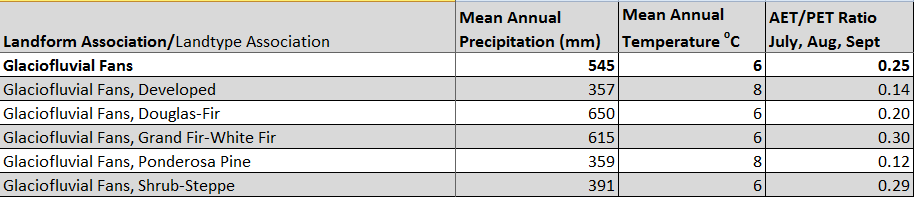 Landform Association/Landtype Association Mean Annual Precipitation (mm) Mean Annual Temperature °C AET/PET Ratio July, Aug, Sept
Glaciofluvial Fans 545 6 0.25
Glaciofluvial Fans, Developed 357 8 0.14
Glaciofluvial Fans, Douglas-Fir 650 6 0.20
Glaciofluvial Fans, Grand Fir-White Fir 615 6 0.30
Glaciofluvial Fans, Ponderosa Pine 359 8 0.12
Glaciofluvial Fans, Shrub-Steppe 391 6 0.29